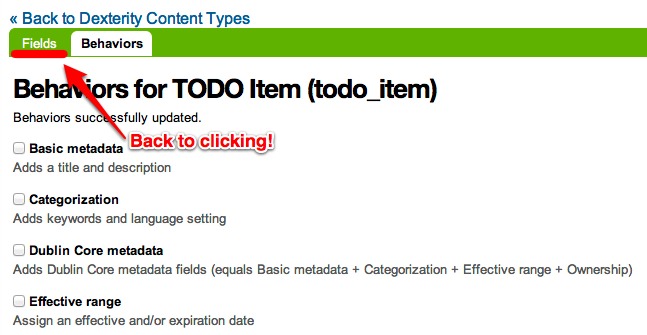 « Back to Dexterity Content Types
Fields Behaviors
Behaviors for TODO Item (todo_item)
Behaviors successfully updated.
Back to clicking!
Basic metadata
Adds a title and description
Categorization
Adds keywords and language setting
Dublin Core metadata
Adds Dublin Core metadata fields (equals Basic metadata + Categorization + Effective range + Ownership)
Effective range
Assign an effective and/or expiration date